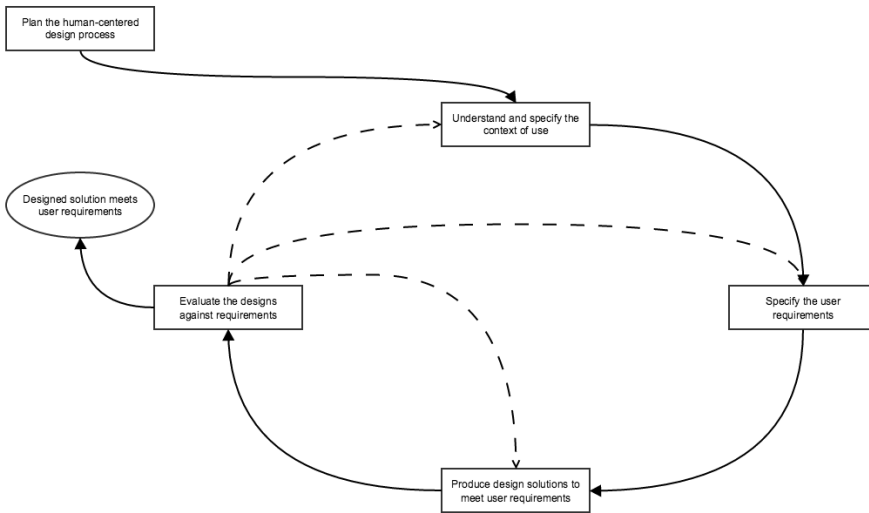 Plan the human-centered
design process
Understand and specify the
context of use
Designed solution meets
user requirements
Evaluate the designs
against requirements
Specify the user
requirements
Produce design solutions to
meet user requirements